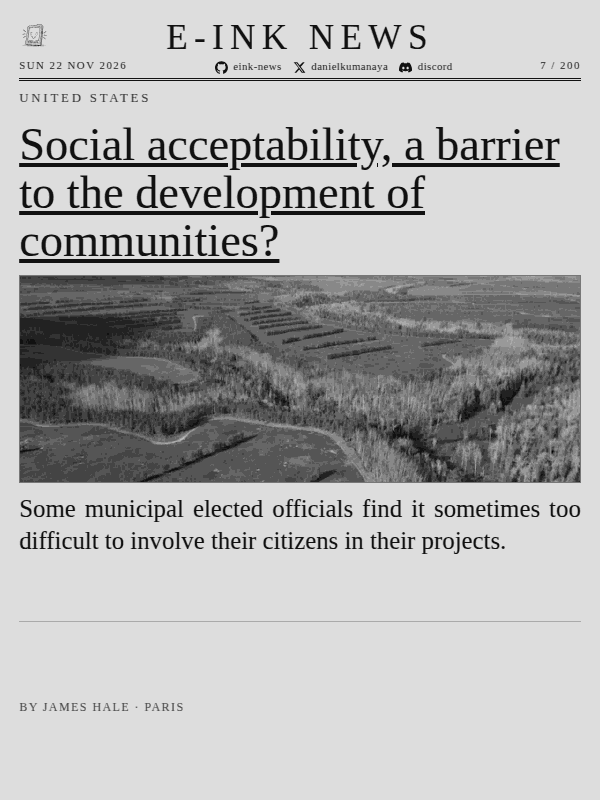 E-INK NEWS
SUN 22 NOV 2026
eink-news danielkumanaya discord
7 / 200
UNITED STATES
Social acceptability, a barrier
to the development of
communities?
Some municipal elected officials find it sometimes too
difficult to involve their citizens in their projects.
BY JAMES HALE · PARIS